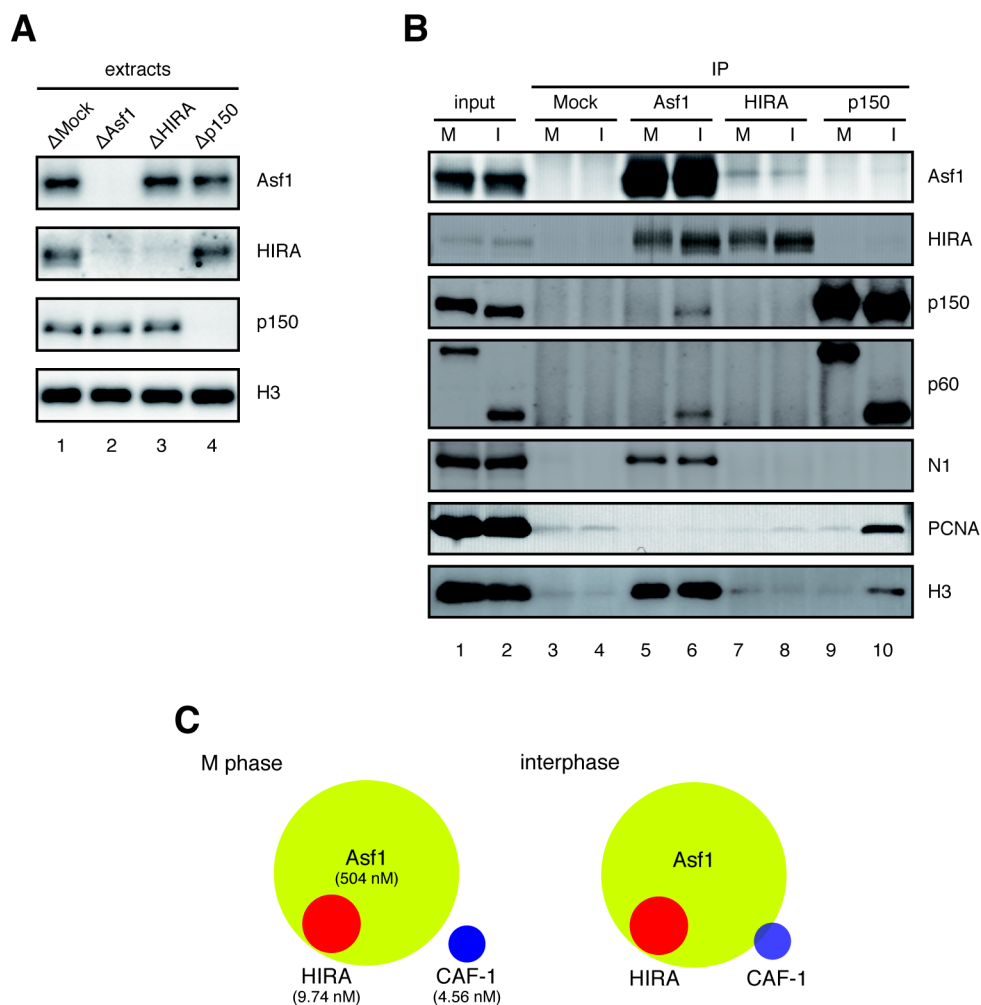 A
extracts
ΔMock ΔAsf1 ΔHIRA Δp150
Asf1
HIRA
p150
H3
1 2 3 4
B
IP
input Mock Asf1 HIRA p150
M I M I M I M I M I
Asf1
HIRA
p150
p60
N1
PCNA
H3
1 2 3 4 5 6 7 8 9 10
C
M phase
Asf1
(504 nM)
HIRA
(9.74 nM)
CAF-1
(4.56 nM)
interphase
Asf1
HIRA
CAF-1